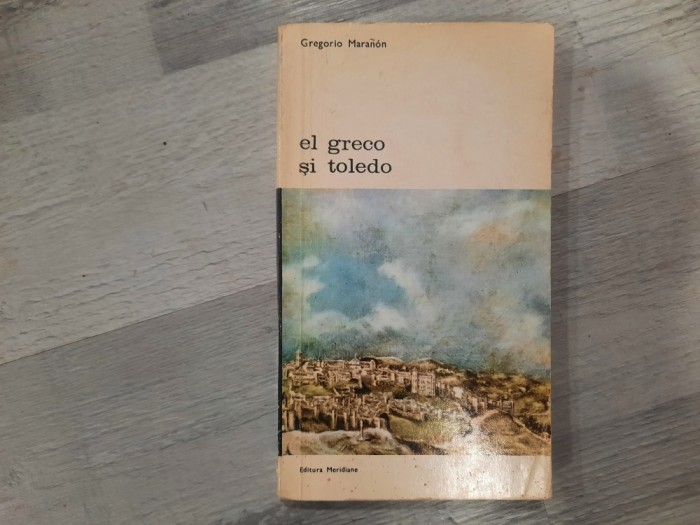 Gregorio Marañón
el greco
şi toledo
Editura Meridiane